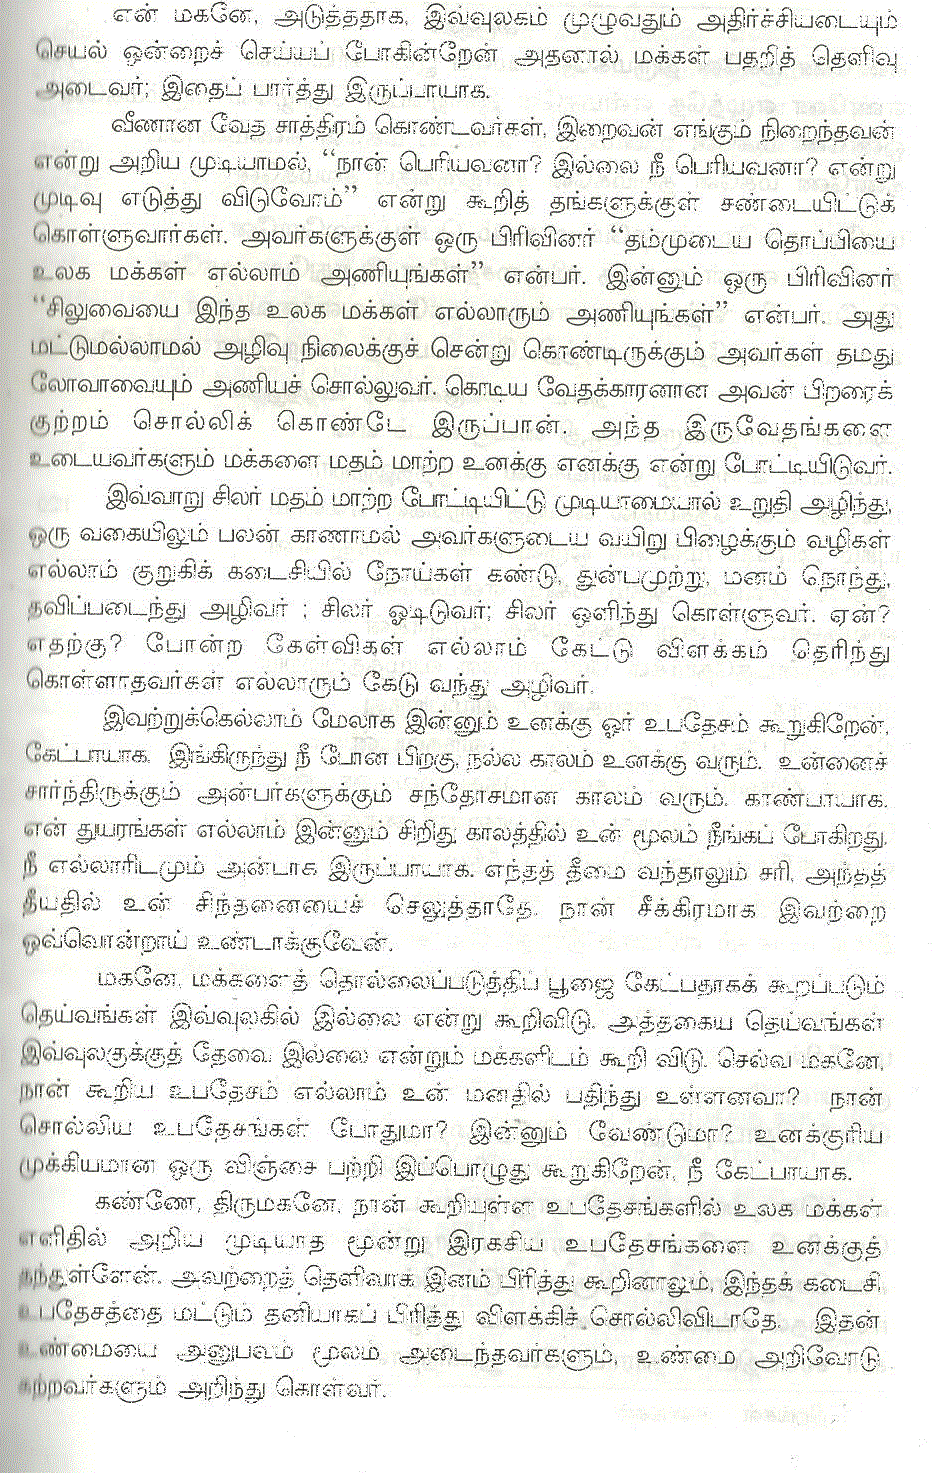 என் மகனே, அடுத்ததாக, இவ்வுலகம் முழுவதும் அதிர்ச்சியடையும்
செயல் ஒன்றைச் செய்யப் போகின்றேன் அதனால் மக்கள் பதறித் தெளிவு
அடைவர்; இதைப் பார்த்து இருப்பாயாக.
வீணான வேத சாத்திரம் கொண்டவர்கள், இறைவன் எங்கும் நிறைந்தவன்
என்று அறிய முடியாமல், “நான் பெரியவனா? இல்லை நீ பெரியவனா? என்று
முடிவு எடுத்து விடுவோம்” என்று கூறித் தங்களுக்குள் சண்டையிட்டுக்
கொள்ளுவார்கள். அவர்களுக்குள் ஒரு பிரிவினர் “தம்முடைய தொப்பியை
உலக மக்கள் எல்லாம் அணியுங்கள்” என்பர். இன்னும் ஒரு பிரிவினர்
“சிலுவையை இந்த உலக மக்கள் எல்லாரும் அணியுங்கள்” என்பர். அது
மட்டுமல்லாமல் அழிவு நிலைக்குச் சென்று கொண்டிருக்கும் அவர்கள் தமது
லோவாவையும் அணியச் சொல்லுவர். கொடிய வேதக்காரனான அவன் பிறரைக்
குற்றம் சொல்லிக் கொண்டே இருப்பான். அந்த இருவேதங்களை
உடையவர்களும் மக்களை மதம் மாற்ற உனக்கு எனக்கு என்று போட்டியிடுவர்.
இவ்வாறு சிலர் மதம் மாற்ற போட்டியிட்டு முடியாமையால் உறுதி அழிந்து,
ஒரு வகையிலும் பலன் காணாமல் அவர்களுடைய வயிறு பிழைக்கும் வழிகள்
எல்லாம் குறுகிக் கடைசியில் நோய்கள் கண்டு, துன்பமுற்று, மனம் நொந்து,
தவிப்படைந்து அழிவர் ; சிலர் ஓடிடுவர்; சிலர் ஒளிந்து கொள்ளுவர். ஏன்?
எதற்கு? போன்ற கேள்விகள் எல்லாம் கேட்டு விளக்கம் தெரிந்து
கொள்ளாதவர்கள் எல்லாரும் கேடு வந்து அழிவர்.
இவற்றுக்கெல்லாம் மேலாக இன்னும் உனக்கு ஓர் உபதேசம் கூறுகிறேன்,
கேட்பாயாக. இங்கிருந்து நீ போன பிறகு, நல்ல காலம் உனக்கு வரும். உன்னைச்
சார்ந்திருக்கும் அன்பர்களுக்கும் சந்தோசமான காலம் வரும். காண்பாயாக.
என் துயரங்கள் எல்லாம் இன்னும் சிறிது காலத்தில் உன் மூலம் நீங்கப் போகிறது.
நீ எல்லாரிடமும் அன்பாக இருப்பாயாக. எந்தத் தீமை வந்தாலும் சரி, அந்தத்
தீயதில் உன் சிந்தனையைச் செலுத்தாதே. நான் சீக்கிரமாக இவற்றை
ஒவ்வொன்றாய் உண்டாக்குவேன்.
மகனே, மக்களைத் தொல்லைப்படுத்திப் பூஜை கேட்பதாகக் கூறப்படும்
தெய்வங்கள் இவ்வுலகில் இல்லை என்று கூறிவிடு. அத்தகைய தெய்வங்கள்
இவ்வுலகுக்குத் தேவை இல்லை என்றும் மக்களிடம் கூறி விடு. செல்வ மகனே,
நான் கூறிய உபதேசம் எல்லாம் உன் மனதில் பதிந்து உள்ளனவா? நான்
சொல்லிய உபதேசங்கள் போதுமா? இன்னும் வேண்டுமா? உனக்குரிய
முக்கியமான ஒரு விஞ்சை பற்றி இப்பொழுது கூறுகிறேன், நீ கேட்பாயாக.
கண்ணே, திருமகனே, நான் கூறியுள்ள உபதேசங்களில் உலக மக்கள்
எளிதில் அறிய முடியாத மூன்று இரகசிய உபதேசங்களை உனக்குத்
தந்துள்ளேன். அவற்றைத் தெளிவாக இனம் பிரித்து கூறினாலும், இந்தக் கடைசி
உபதேசத்தை மட்டும் தனியாகப் பிரித்து விளக்கிச் சொல்லிவிடாதே. இதன்
உண்மையை அனுபவம் மூலம் அடைந்தவர்களும், உண்மை அறிவோடு
கற்றவர்களும் அறிந்து கொள்வர்.